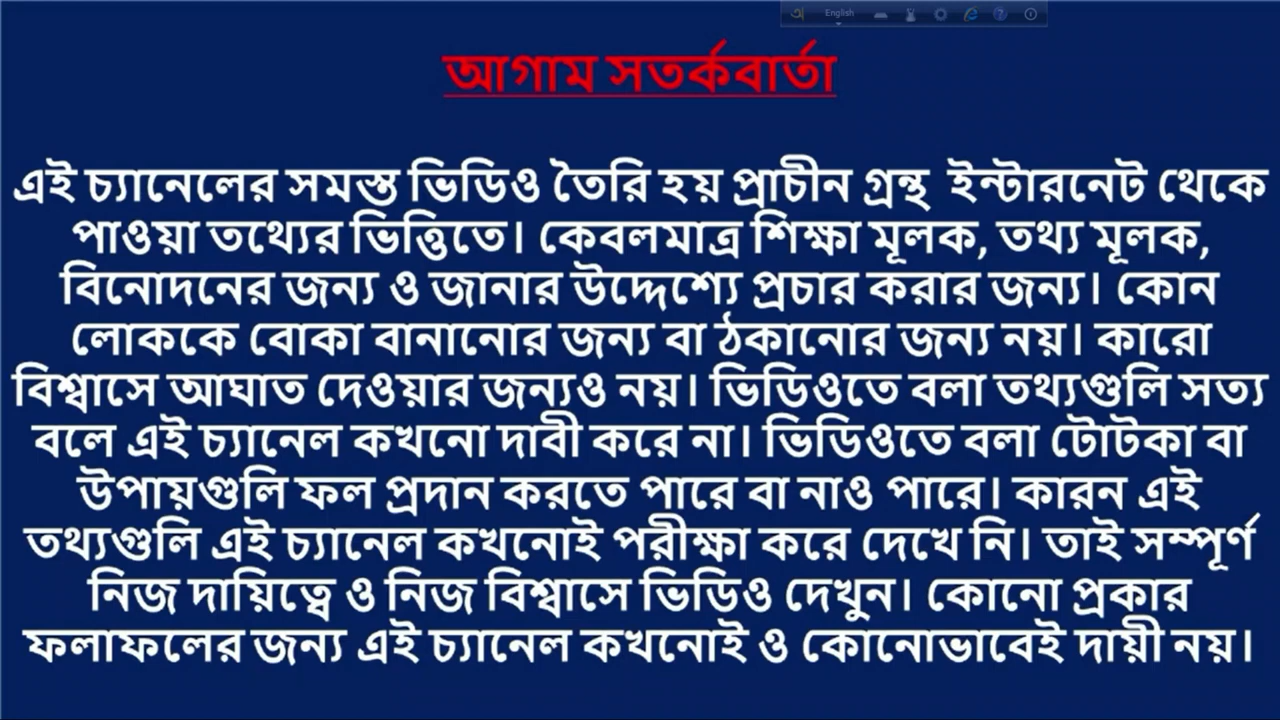 অ English
আগাম সতর্কবার্তা
এই চ্যানেলের সমস্ত ভিডিও তৈরি হয় প্রাচীন গ্রন্থ ইন্টারনেট থেকে
পাওয়া তথ্যের ভিত্তিতে। কেবলমাত্র শিক্ষা মূলক, তথ্য মূলক,
বিনোদনের জন্য ও জানার উদ্দেশ্যে প্রচার করার জন্য। কোন
লোককে বোকা বানানোর জন্য বা ঠকানোর জন্য নয়। কারো
বিশ্বাসে আঘাত দেওয়ার জন্যও নয়। ভিডিওতে বলা তথ্যগুলি সত্য
বলে এই চ্যানেল কখনো দাবী করে না। ভিডিওতে বলা টোটকা বা
উপায়গুলি ফল প্রদান করতে পারে বা নাও পারে। কারন এই
তথ্যগুলি এই চ্যানেল কখনোই পরীক্ষা করে দেখে নি। তাই সম্পূর্ণ
নিজ দায়িত্বে ও নিজ বিশ্বাসে ভিডিও দেখুন। কোনো প্রকার
ফলাফলের জন্য এই চ্যানেল কখনোই ও কোনোভাবেই দায়ী নয়।